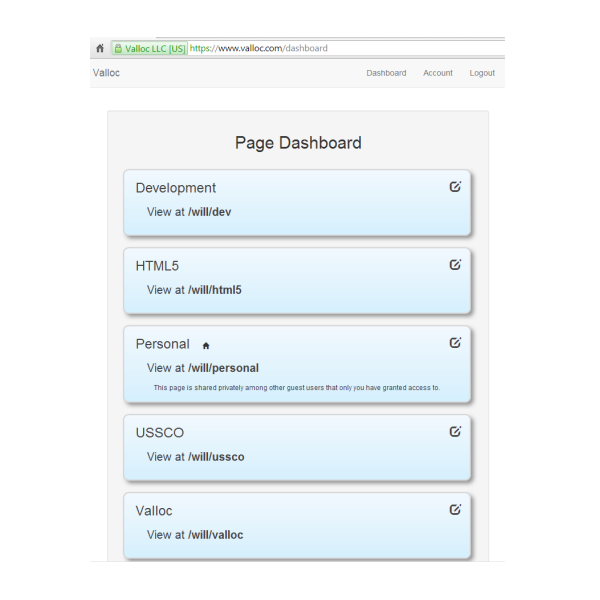 Valloc LLC [US] https://www.valloc.com/dashboard
Valloc Dashboard Account Logout
Page Dashboard
Development
View at /will/dev
HTML5
View at /will/html5
Personal
View at /will/personal
This page is shared privately among other guest users that only you have granted access to.
USSCO
View at /will/ussco
Valloc
View at /will/valloc